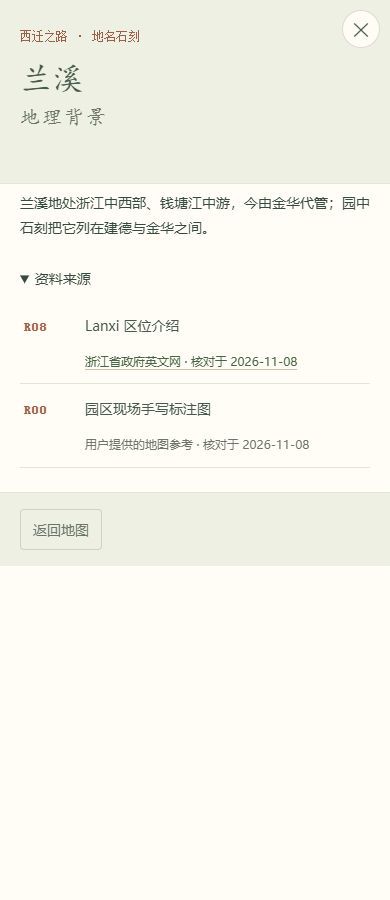 西迁之路 · 地名石刻
兰溪
地理背景
兰溪地处浙江中西部、钱塘江中游，今由金华代管；园中
石刻把它列在建德与金华之间。
▼ 资料来源
R08 Lanxi 区位介绍
浙江省政府英文网 · 核对于 2026-11-08
R00 园区现场手写标注图
用户提供的地图参考 · 核对于 2026-11-08
返回地图